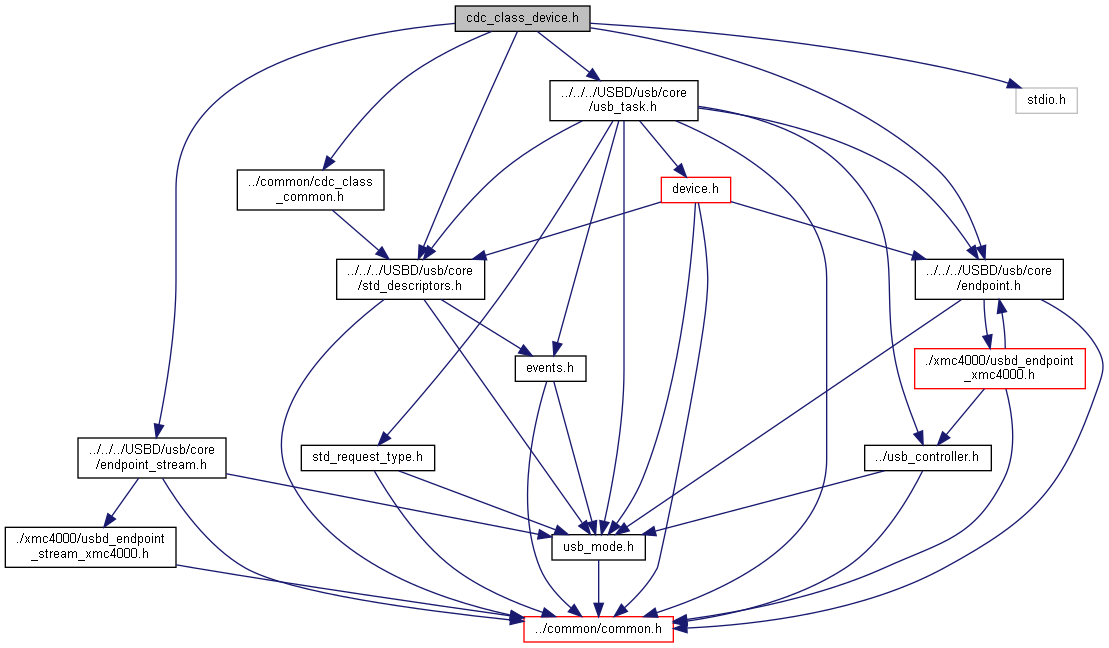 cdc_class_device.h
../../../USBD/usb/core
/usb_task.h
stdio.h
../common/cdc_class
_common.h
device.h
../../../USBD/usb/core
/std_descriptors.h
../../../USBD/usb/core
/endpoint.h
events.h
./xmc4000/usbd_endpoint
_xmc4000.h
../../../USBD/usb/core
/endpoint_stream.h
std_request_type.h
../usb_controller.h
./xmc4000/usbd_endpoint
_stream_xmc4000.h
usb_mode.h
../common/common.h